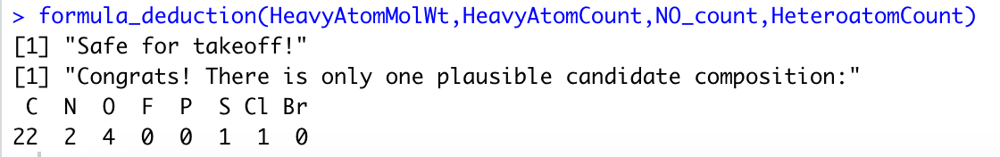 > formula_deduction(HeavyAtomMolWt,HeavyAtomCount,NO_count,HeteroatomCount)
[1] "Safe for takeoff!"
[1] "Congrats! There is only one plausible candidate composition:"
 C  N  O  F  P  S Cl Br
22  2  4  0  0  1  1  0